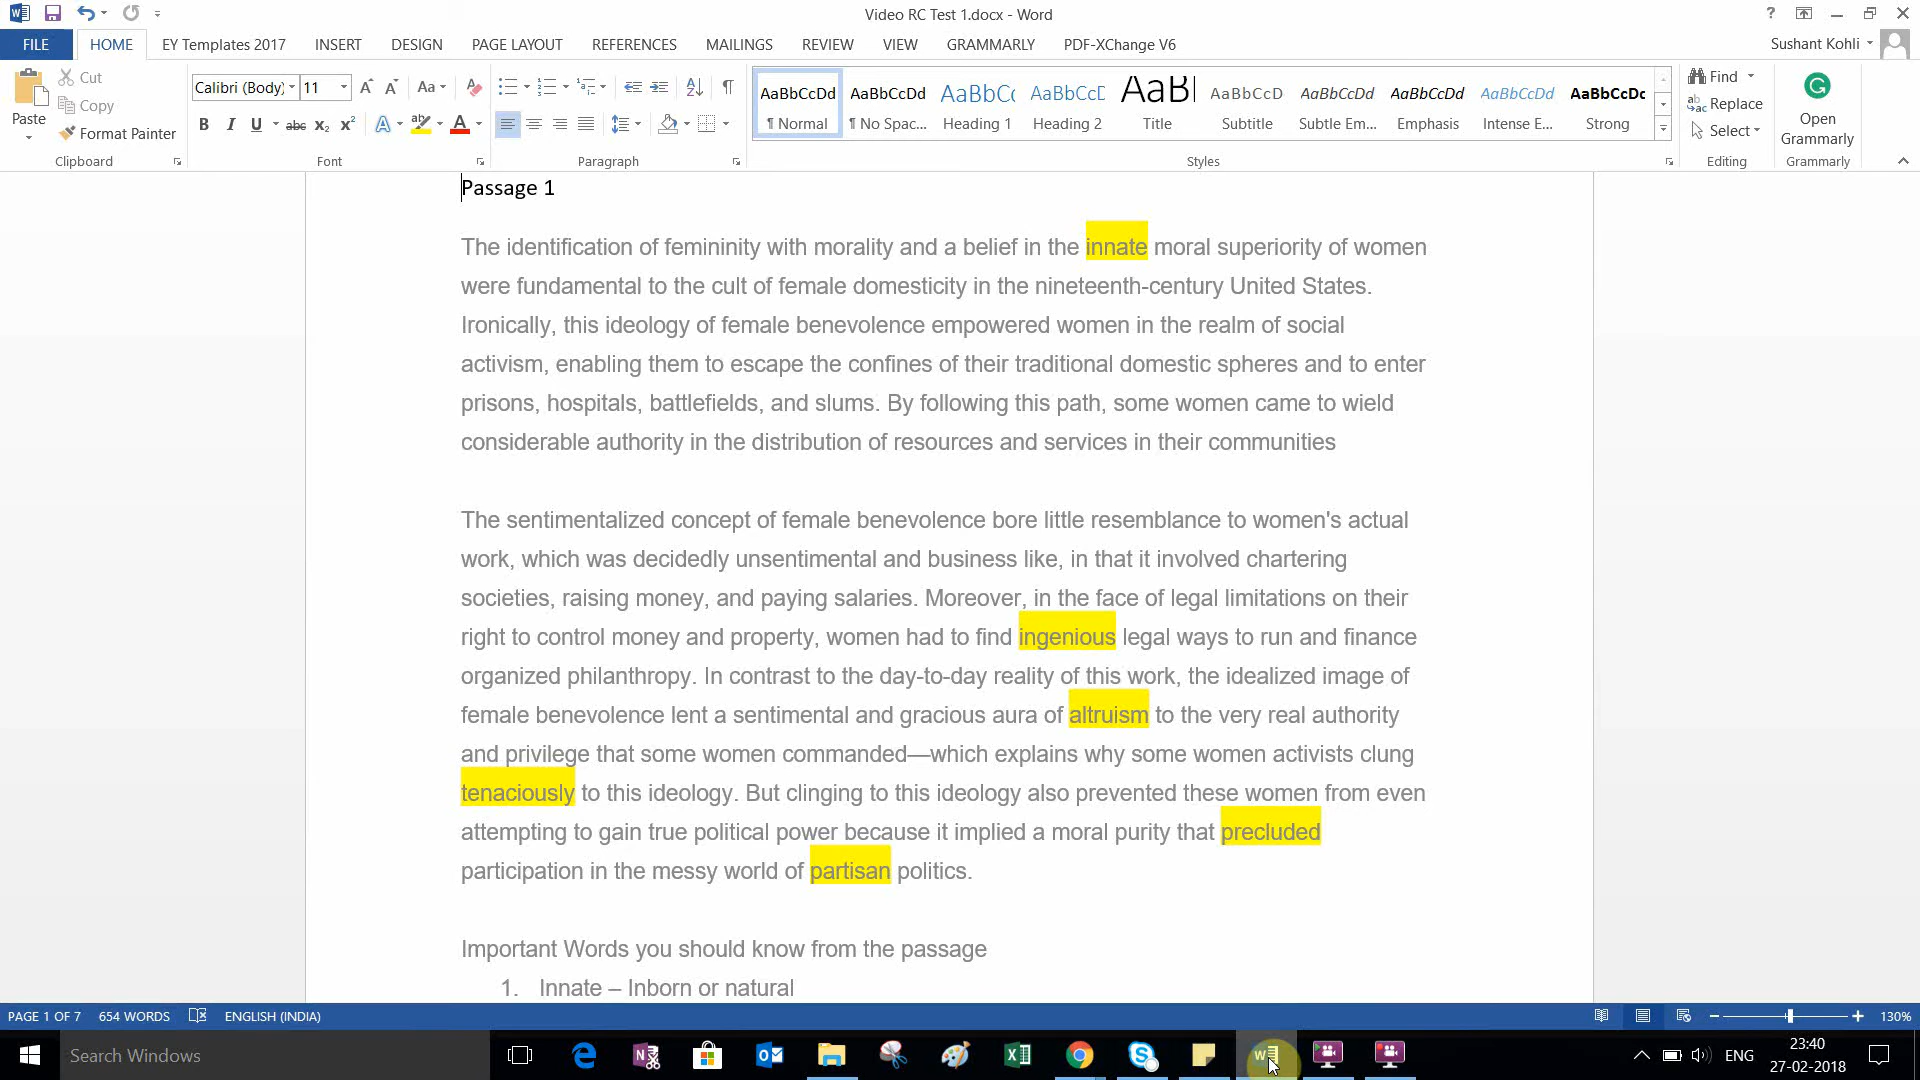 Video RC Test 1.docx - Word
?
FILE HOME EY Templates 2017 INSERT DESIGN PAGE LAYOUT REFERENCES MAILINGS REVIEW VIEW GRAMMARLY PDF-XChange V6 Sushant Kohli
Paste Cut
Copy
Format Painter
Clipboard
Calibri (Body) 11 Aa
B I U abc x₂ x² A A
Font
Paragraph
AaBbCcDd AaBbCcDd AaBbCc AaBbCcD AaBb AaBbCcD AaBbCcDd AaBbCcDd AaBbCcDd AaBbCcDc
¶ Normal ¶ No Spac... Heading 1 Heading 2 Title Subtitle Subtle Em... Emphasis Intense E... Strong
Styles
Find
Replace
Select
Editing
Open
Grammarly
Grammarly
Passage 1
The identification of femininity with morality and a belief in the innate moral superiority of women
were fundamental to the cult of female domesticity in the nineteenth-century United States.
Ironically, this ideology of female benevolence empowered women in the realm of social
activism, enabling them to escape the confines of their traditional domestic spheres and to enter
prisons, hospitals, battlefields, and slums. By following this path, some women came to wield
considerable authority in the distribution of resources and services in their communities
The sentimentalized concept of female benevolence bore little resemblance to women's actual
work, which was decidedly unsentimental and business like, in that it involved chartering
societies, raising money, and paying salaries. Moreover, in the face of legal limitations on their
right to control money and property, women had to find ingenious legal ways to run and finance
organized philanthropy. In contrast to the day-to-day reality of this work, the idealized image of
female benevolence lent a sentimental and gracious aura of altruism to the very real authority
and privilege that some women commanded—which explains why some women activists clung
tenaciously to this ideology. But clinging to this ideology also prevented these women from even
attempting to gain true political power because it implied a moral purity that precluded
participation in the messy world of partisan politics.
Important Words you should know from the passage
1. Innate – Inborn or natural
PAGE 1 OF 7 654 WORDS ENGLISH (INDIA) 130%
Search Windows
ENG
23:40
27-02-2018